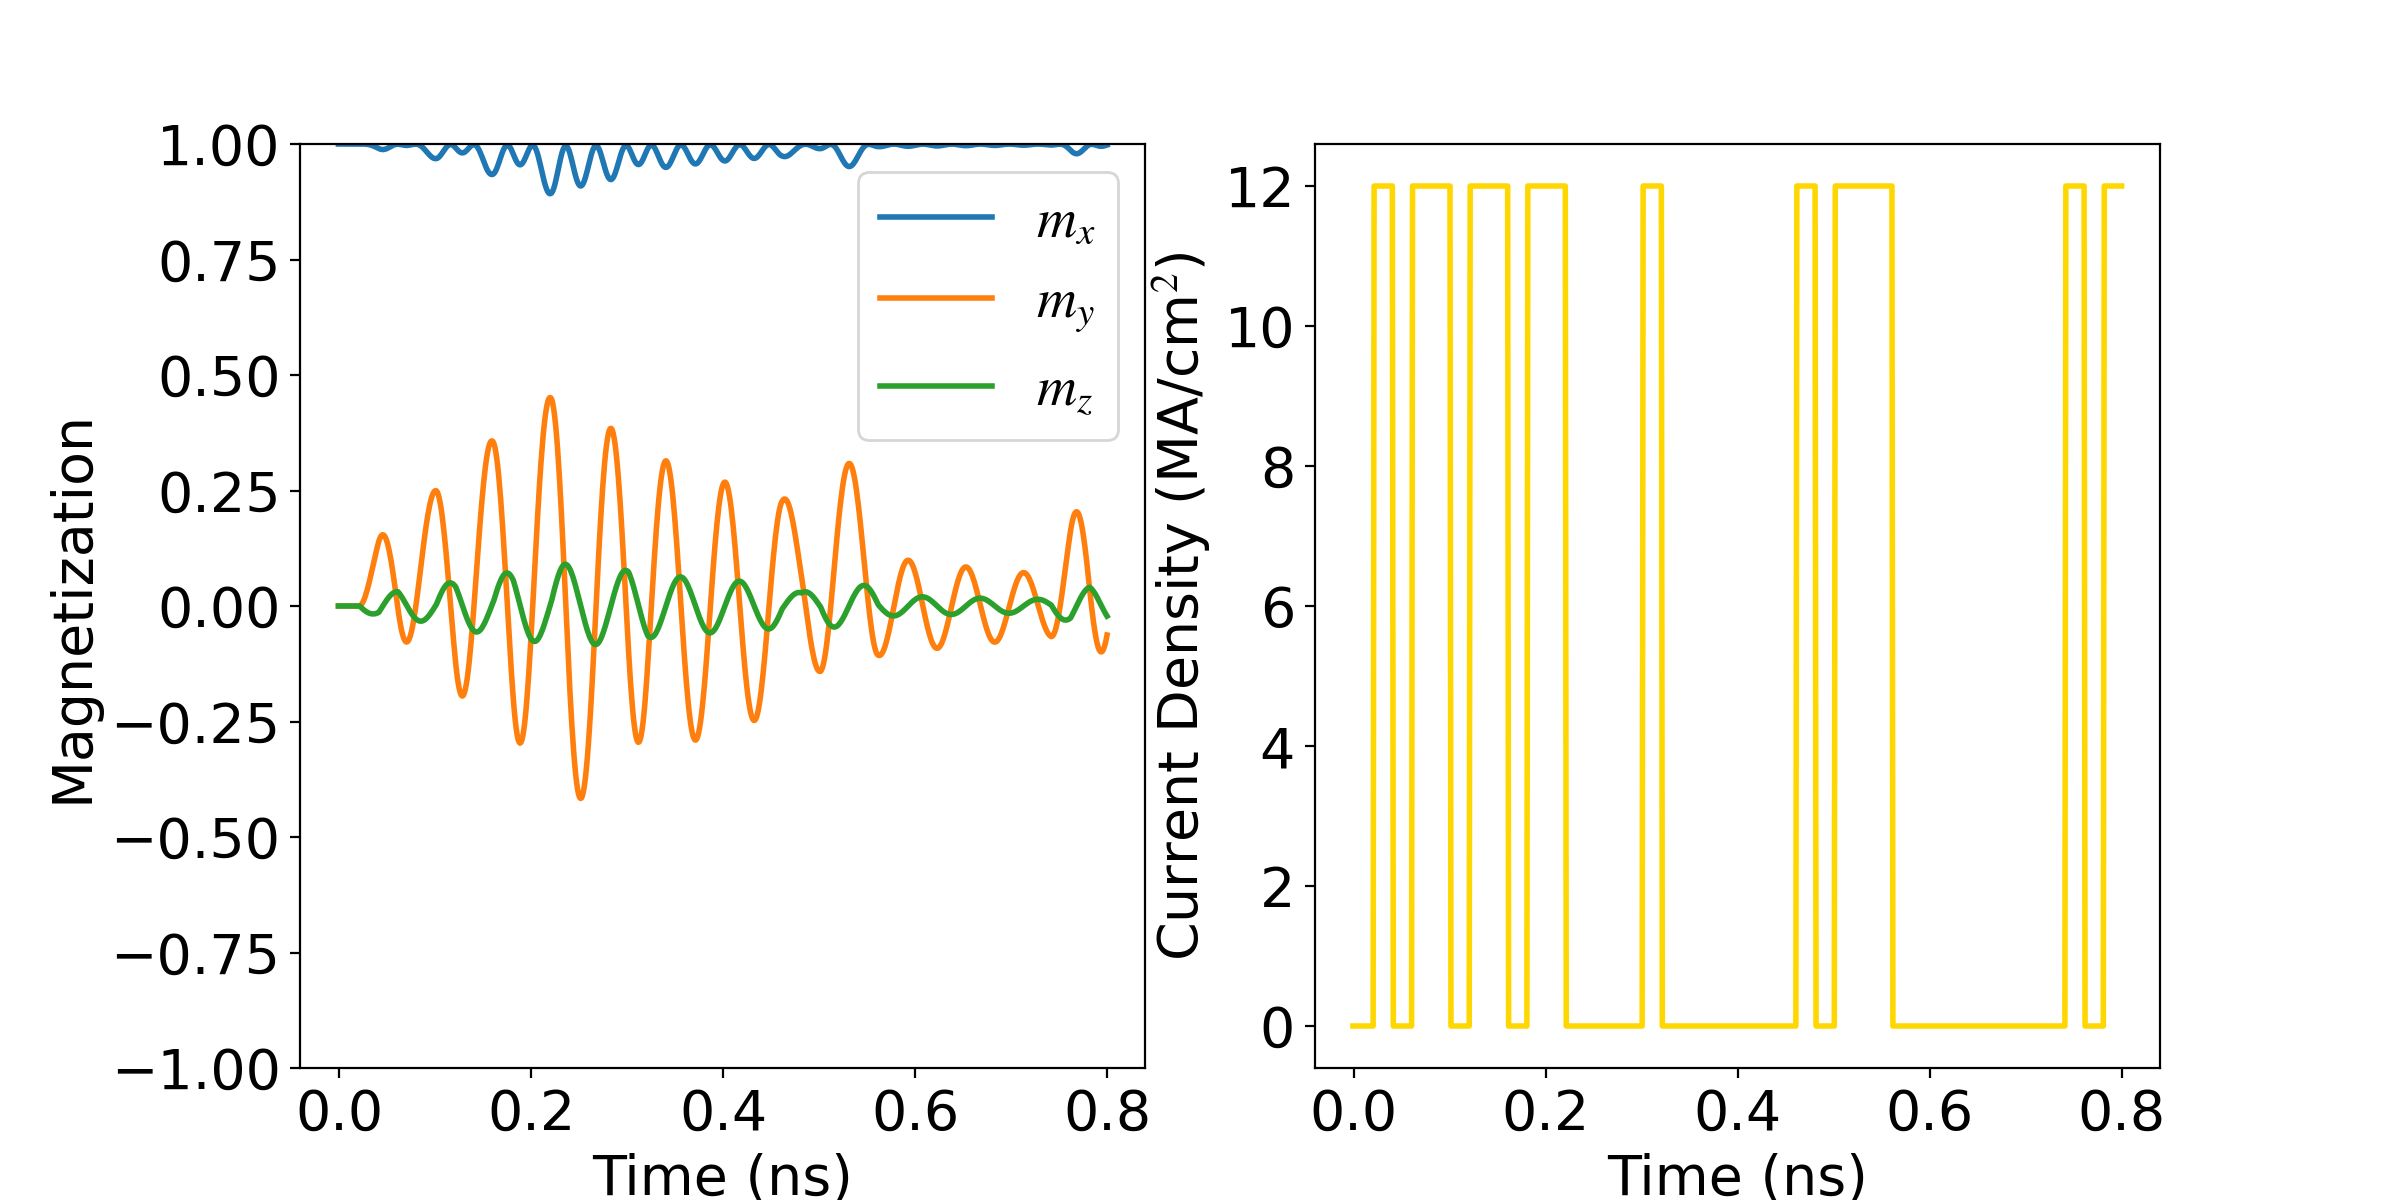 Magnetization
1.00
0.75
0.50
0.25
0.00
−0.25
−0.50
−0.75
−1.00
0.0 0.2 0.4 0.6 0.8
Time (ns)
m_x
m_y
m_z
Current Density (MA/cm²)
12
10
8
6
4
2
0
0.0 0.2 0.4 0.6 0.8
Time (ns)